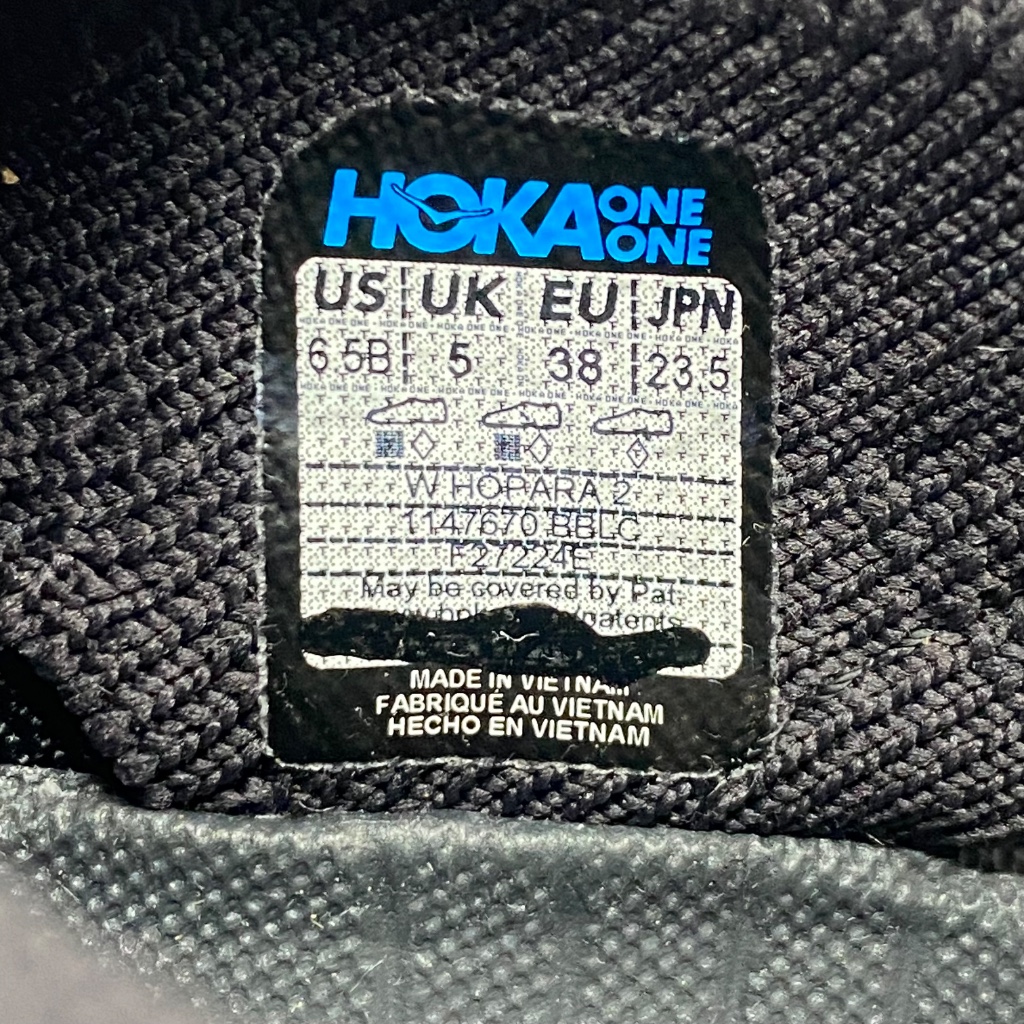 HOKA ONE ONE
US UK EU JPN
6.5B 5 38 23.5
W HOPARA 2
1147670 BBLC
F27224E
May be covered by Pat.
patents
MADE IN VIETNAM
FABRIQUÉ AU VIETNAM
HECHO EN VIETNAM